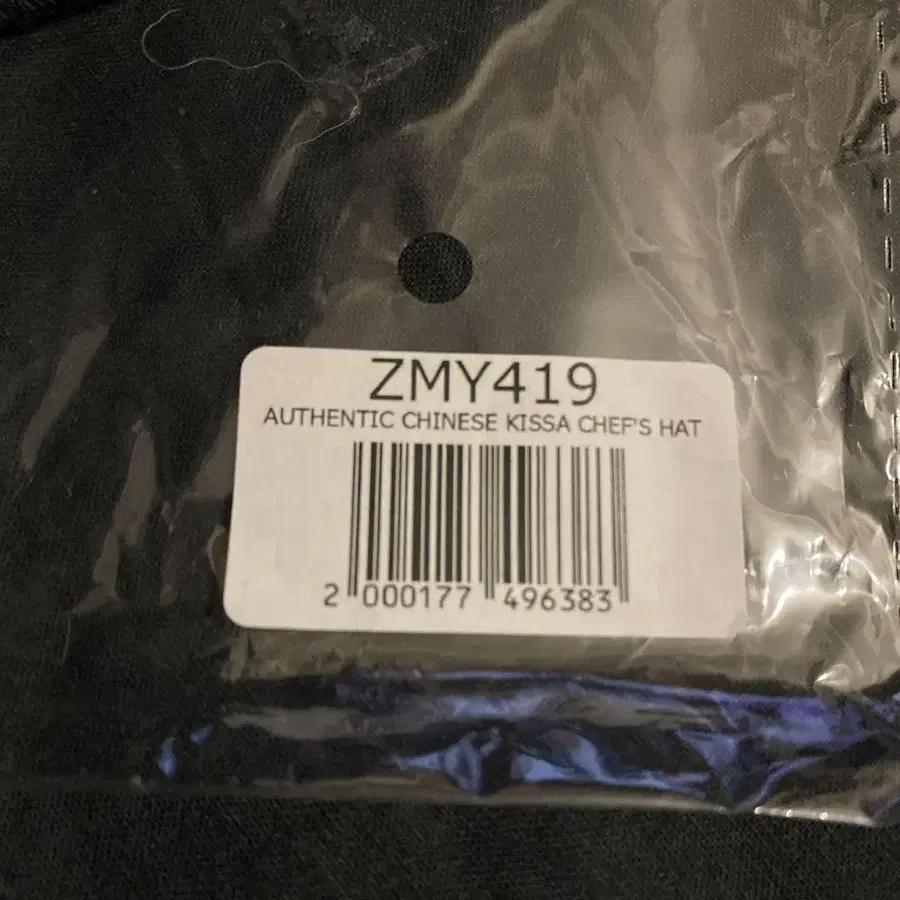 ZMY419
AUTHENTIC CHINESE KISSA CHEF'S HAT
2 000177 496383